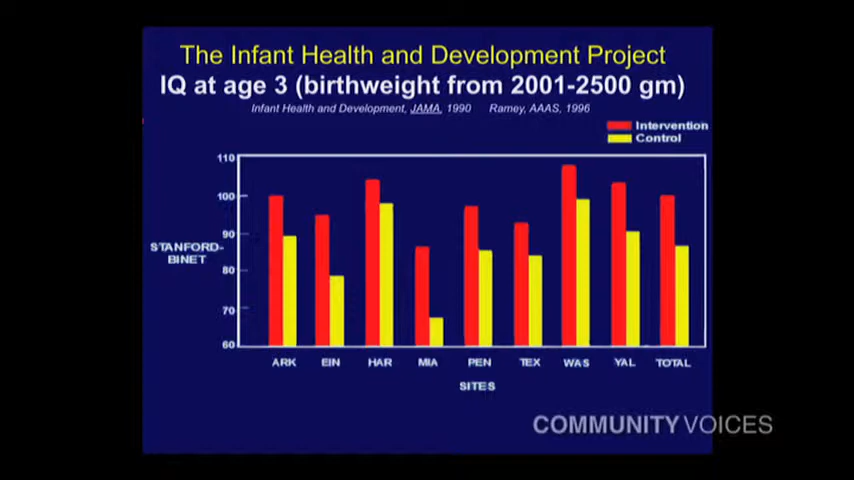 The Infant Health and Development Project
IQ at age 3 (birthweight from 2001-2500 gm)
Infant Health and Development, JAMA, 1990 Ramey, AAAS, 1996
Intervention
Control
110
100
90
80
70
60
STANFORD-
BINET
ARK EIN HAR MIA PEN TEX WAS YAL TOTAL
SITES
COMMUNITY VOICES